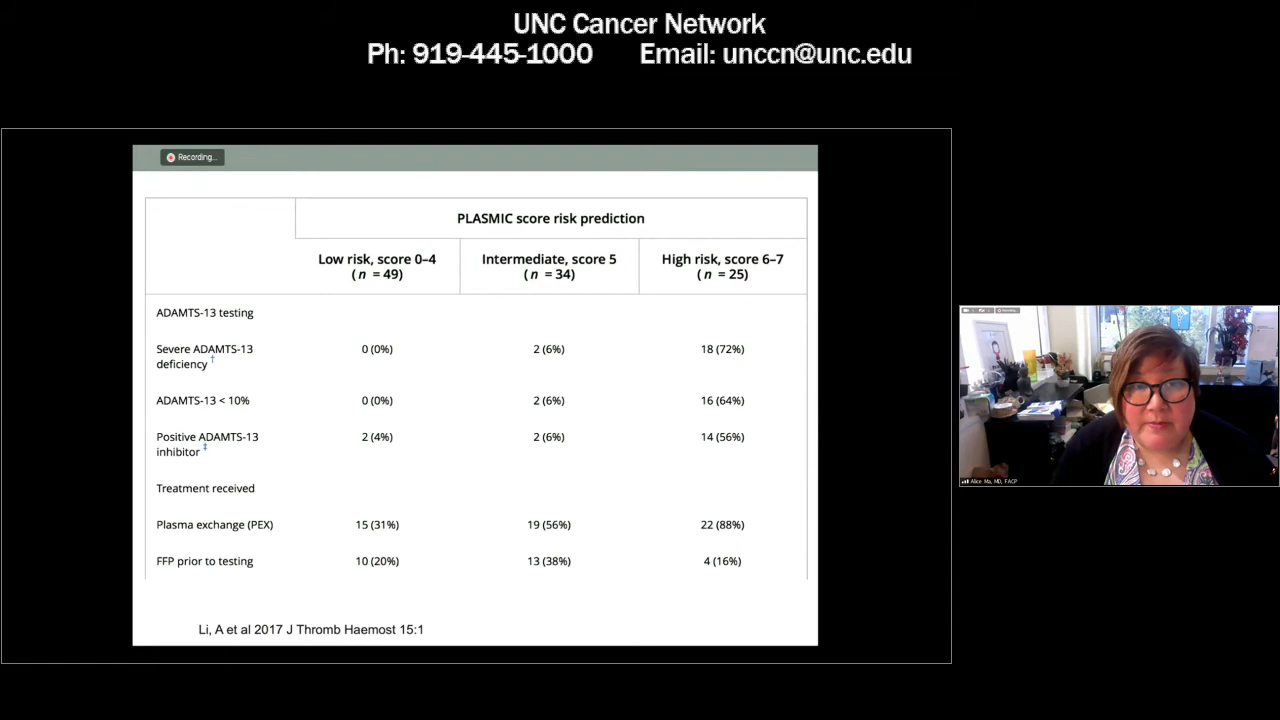 UNC Cancer Network
Ph: 919-445-1000 Email: unccn@unc.edu
Recording...
PLASMIC score risk prediction
Low risk, score 0–4 Intermediate, score 5 High risk, score 6–7
(n = 49) (n = 34) (n = 25)
ADAMTS-13 testing
Severe ADAMTS-13 0 (0%) 2 (6%) 18 (72%)
deficiency †
ADAMTS-13 < 10% 0 (0%) 2 (6%) 16 (64%)
Positive ADAMTS-13 2 (4%) 2 (6%) 14 (56%)
inhibitor ‡
Treatment received
Plasma exchange (PEX) 15 (31%) 19 (56%) 22 (88%)
FFP prior to testing 10 (20%) 13 (38%) 4 (16%)
Li, A et al 2017 J Thromb Haemost 15:1
Alice Ma, MD, FACP